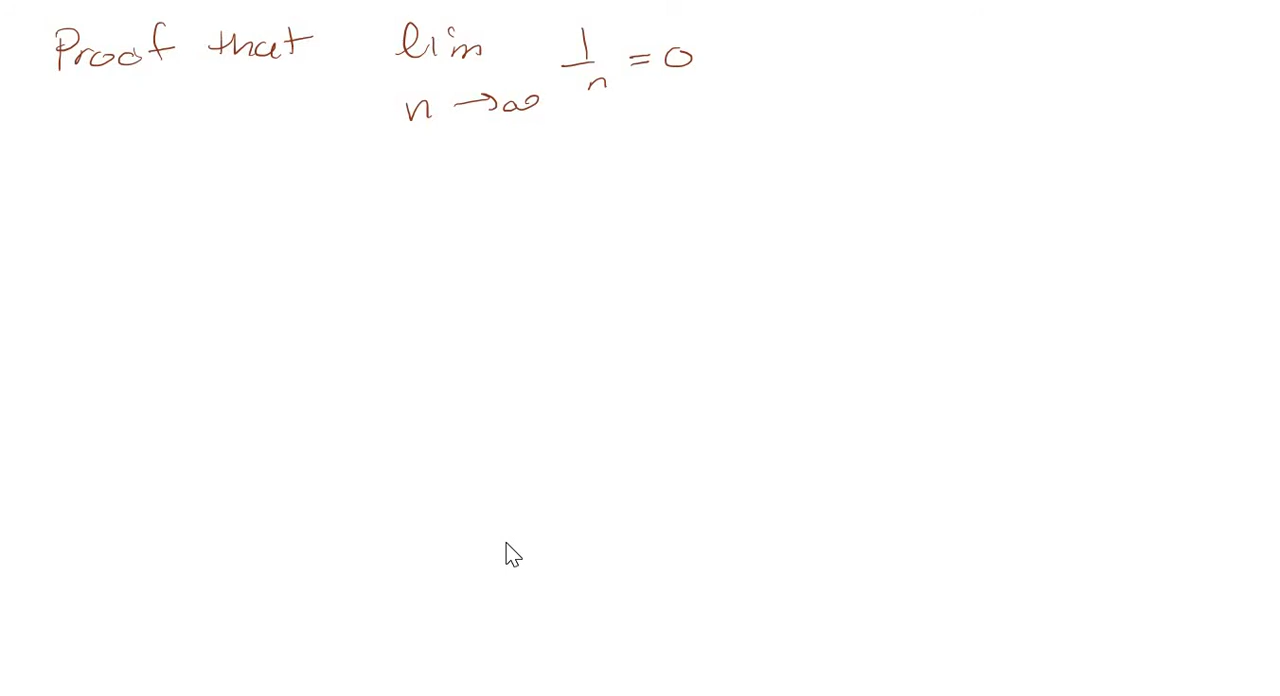 Proof that lim n→∞ 1/n = 0